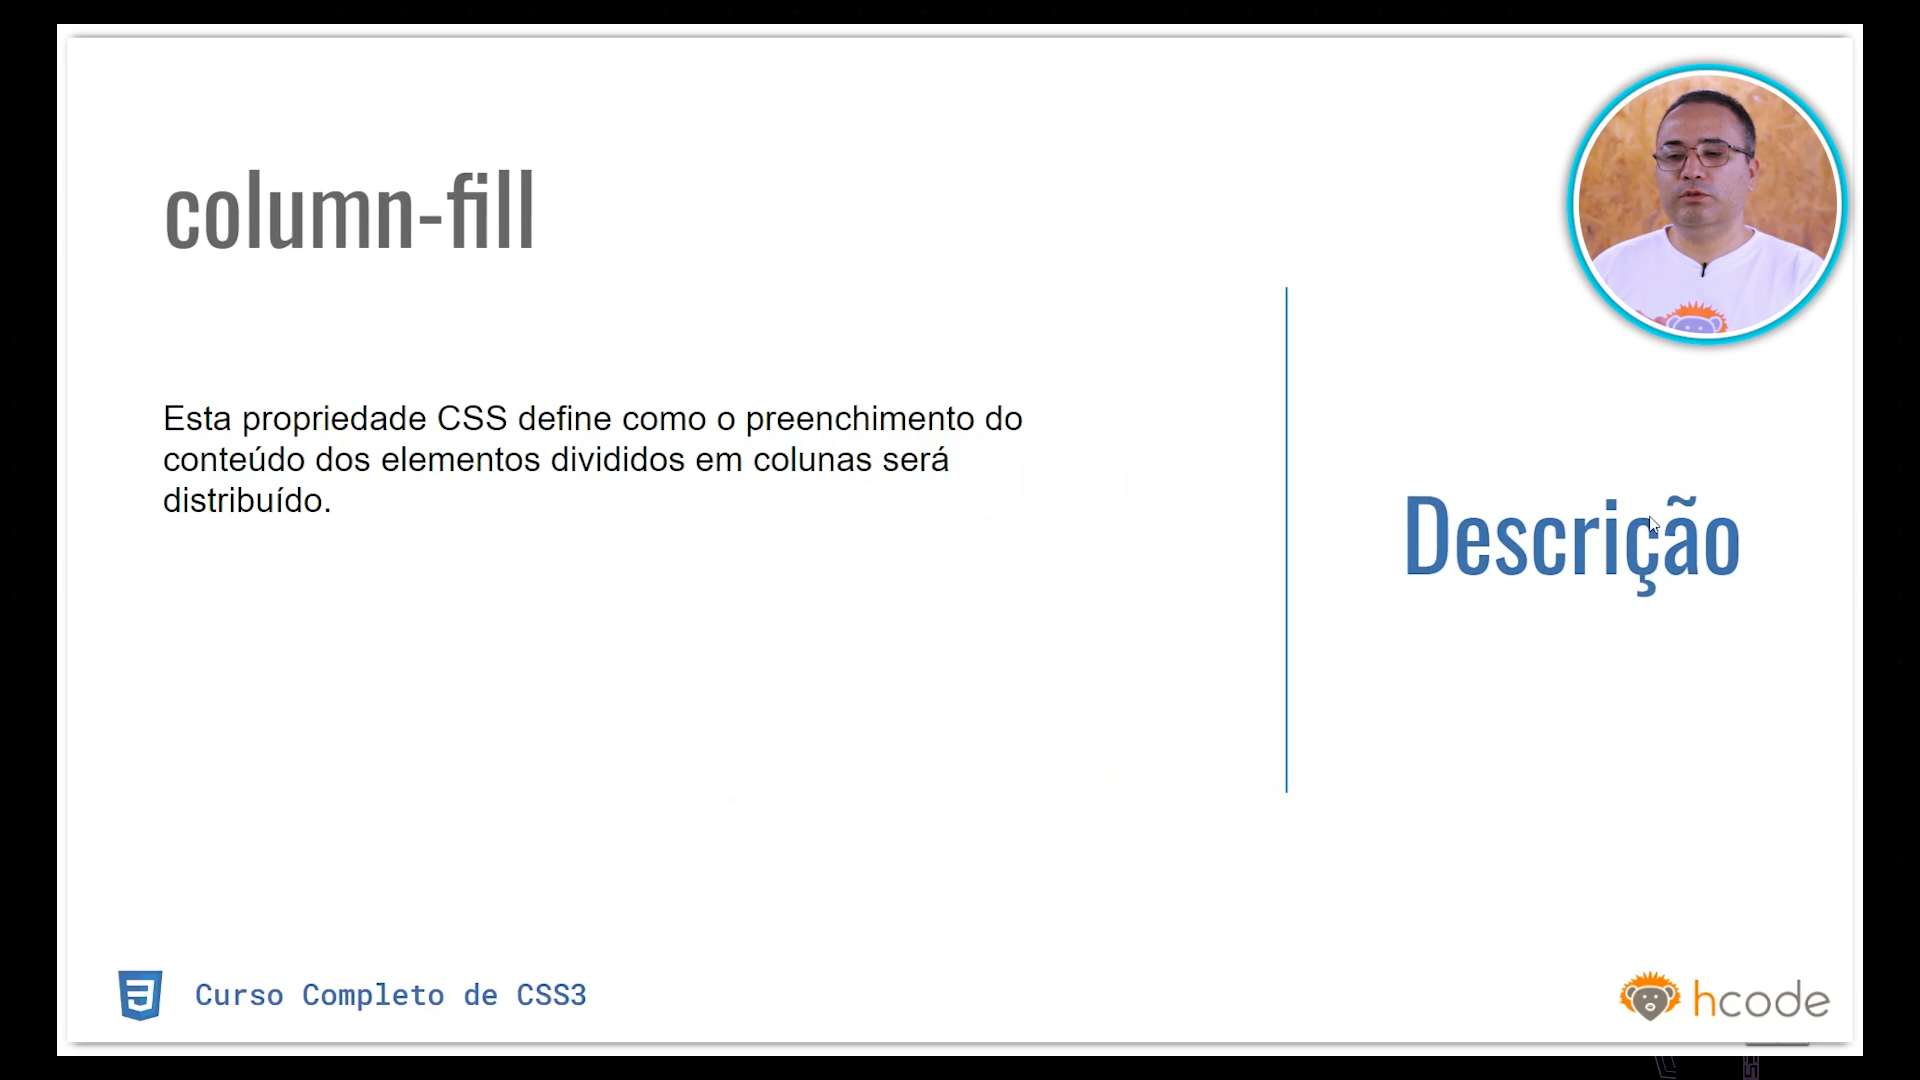 column-fill
Esta propriedade CSS define como o preenchimento do
conteúdo dos elementos divididos em colunas será
distribuído.
Descrição
Curso Completo de CSS3
hcode